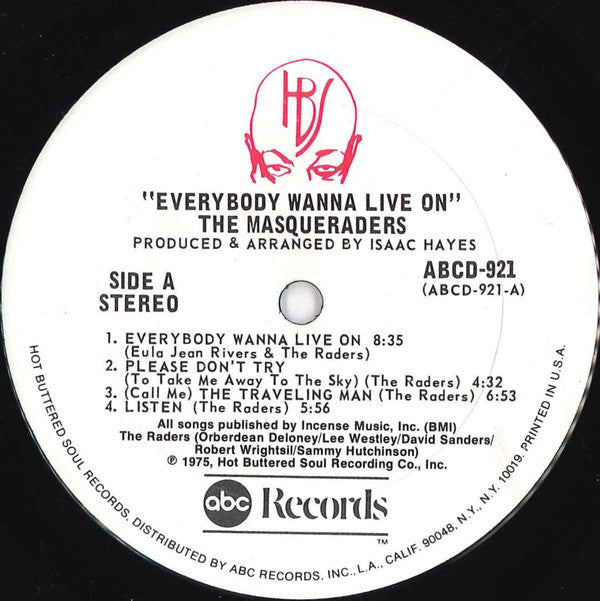 HBS
"EVERYBODY WANNA LIVE ON"
THE MASQUERADERS
PRODUCED & ARRANGED BY ISAAC HAYES
SIDE A
STEREO
ABCD-921
(ABCD-921-A)
1. EVERYBODY WANNA LIVE ON 8:35
(Eula Jean Rivers & The Raders)
2. PLEASE DON'T TRY
(To Take Me Away To The Sky) (The Raders) 4:32
3. (Call Me) THE TRAVELING MAN (The Raders) 6:53
4. LISTEN (The Raders) 5:56
All songs published by Incense Music, Inc. (BMI)
The Raders (Orberdean Deloney/Lee Westley/David Sanders/
Robert Wrightsil/Sammy Hutchinson)
℗ 1975, Hot Buttered Soul Recording Co., Inc.
abc Records
TM
HOT BUTTERED SOUL RECORDS, DISTRIBUTED BY ABC RECORDS, INC., L.A., CALIF. 90048, N.Y., N.Y. 10019. PRINTED IN U.S.A.